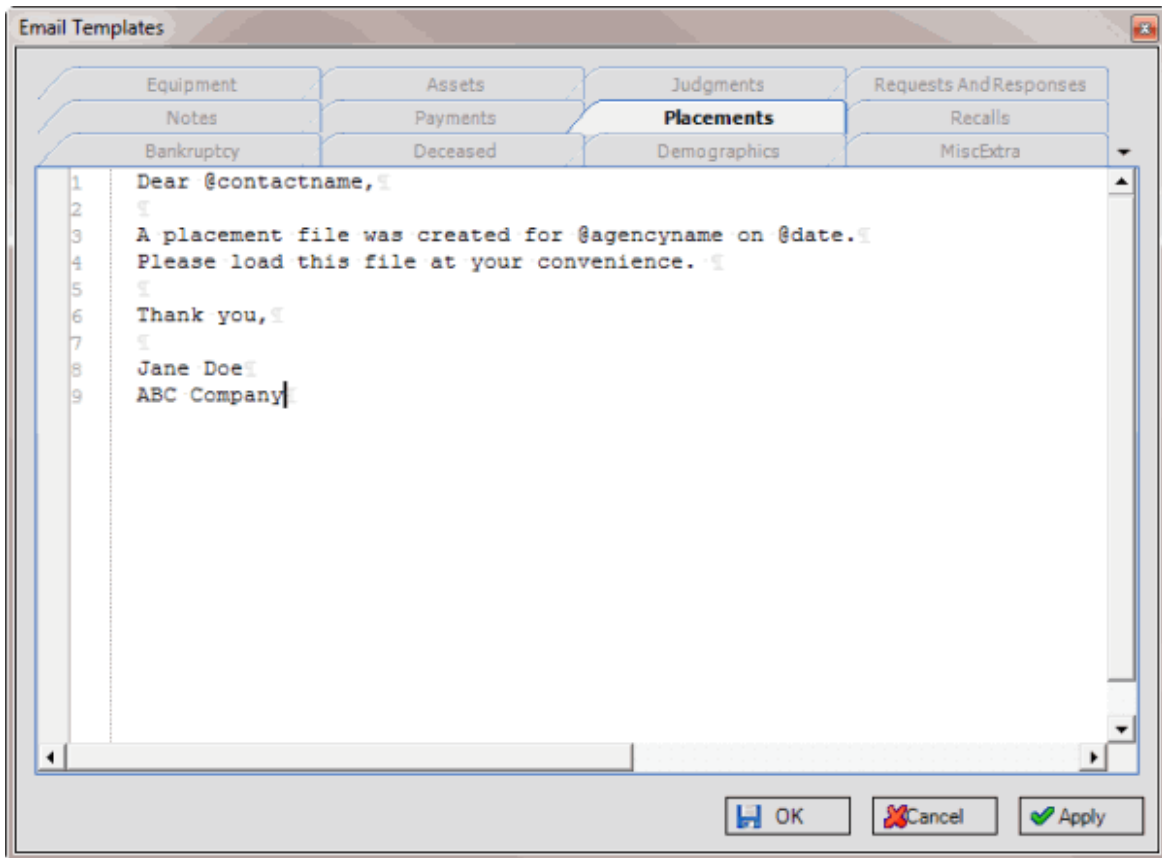 Email Templates
Equipment Assets Judgments Requests And Responses
Notes Payments Placements Recalls
Bankruptcy Deceased Demographics MiscExtra
1 Dear @contactname,¶
2 ¶
3 A placement file was created for @agencyname on @date.¶
4 Please load this file at your convenience. ¶
5 ¶
6 Thank you,¶
7 ¶
8 Jane Doe¶
9 ABC Company¶
OK Cancel Apply